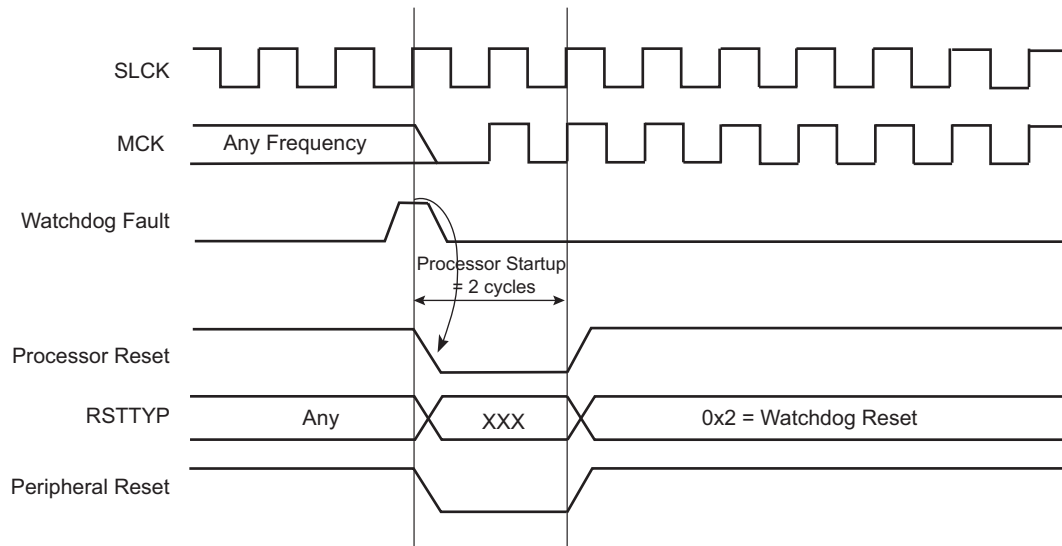 SLCK
MCK
Any Frequency
Watchdog Fault
Processor Startup
= 2 cycles
Processor Reset
RSTTYP
Any
XXX
0x2 = Watchdog Reset
Peripheral Reset